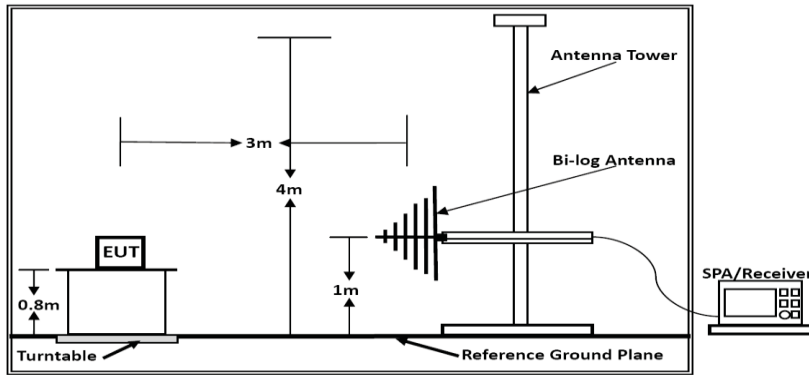 Antenna Tower
3m
Bi-log Antenna
4m
EUT
SPA/Receiver
0.8m
1m
Turntable
Reference Ground Plane